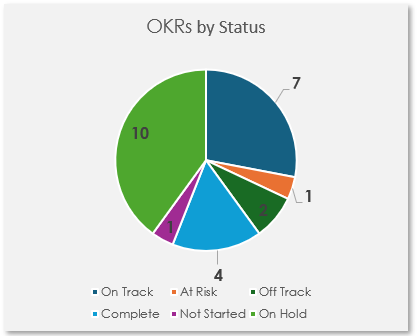 OKRs by Status
7
10
1
2
1
4
On Track At Risk Off Track
Complete Not Started On Hold